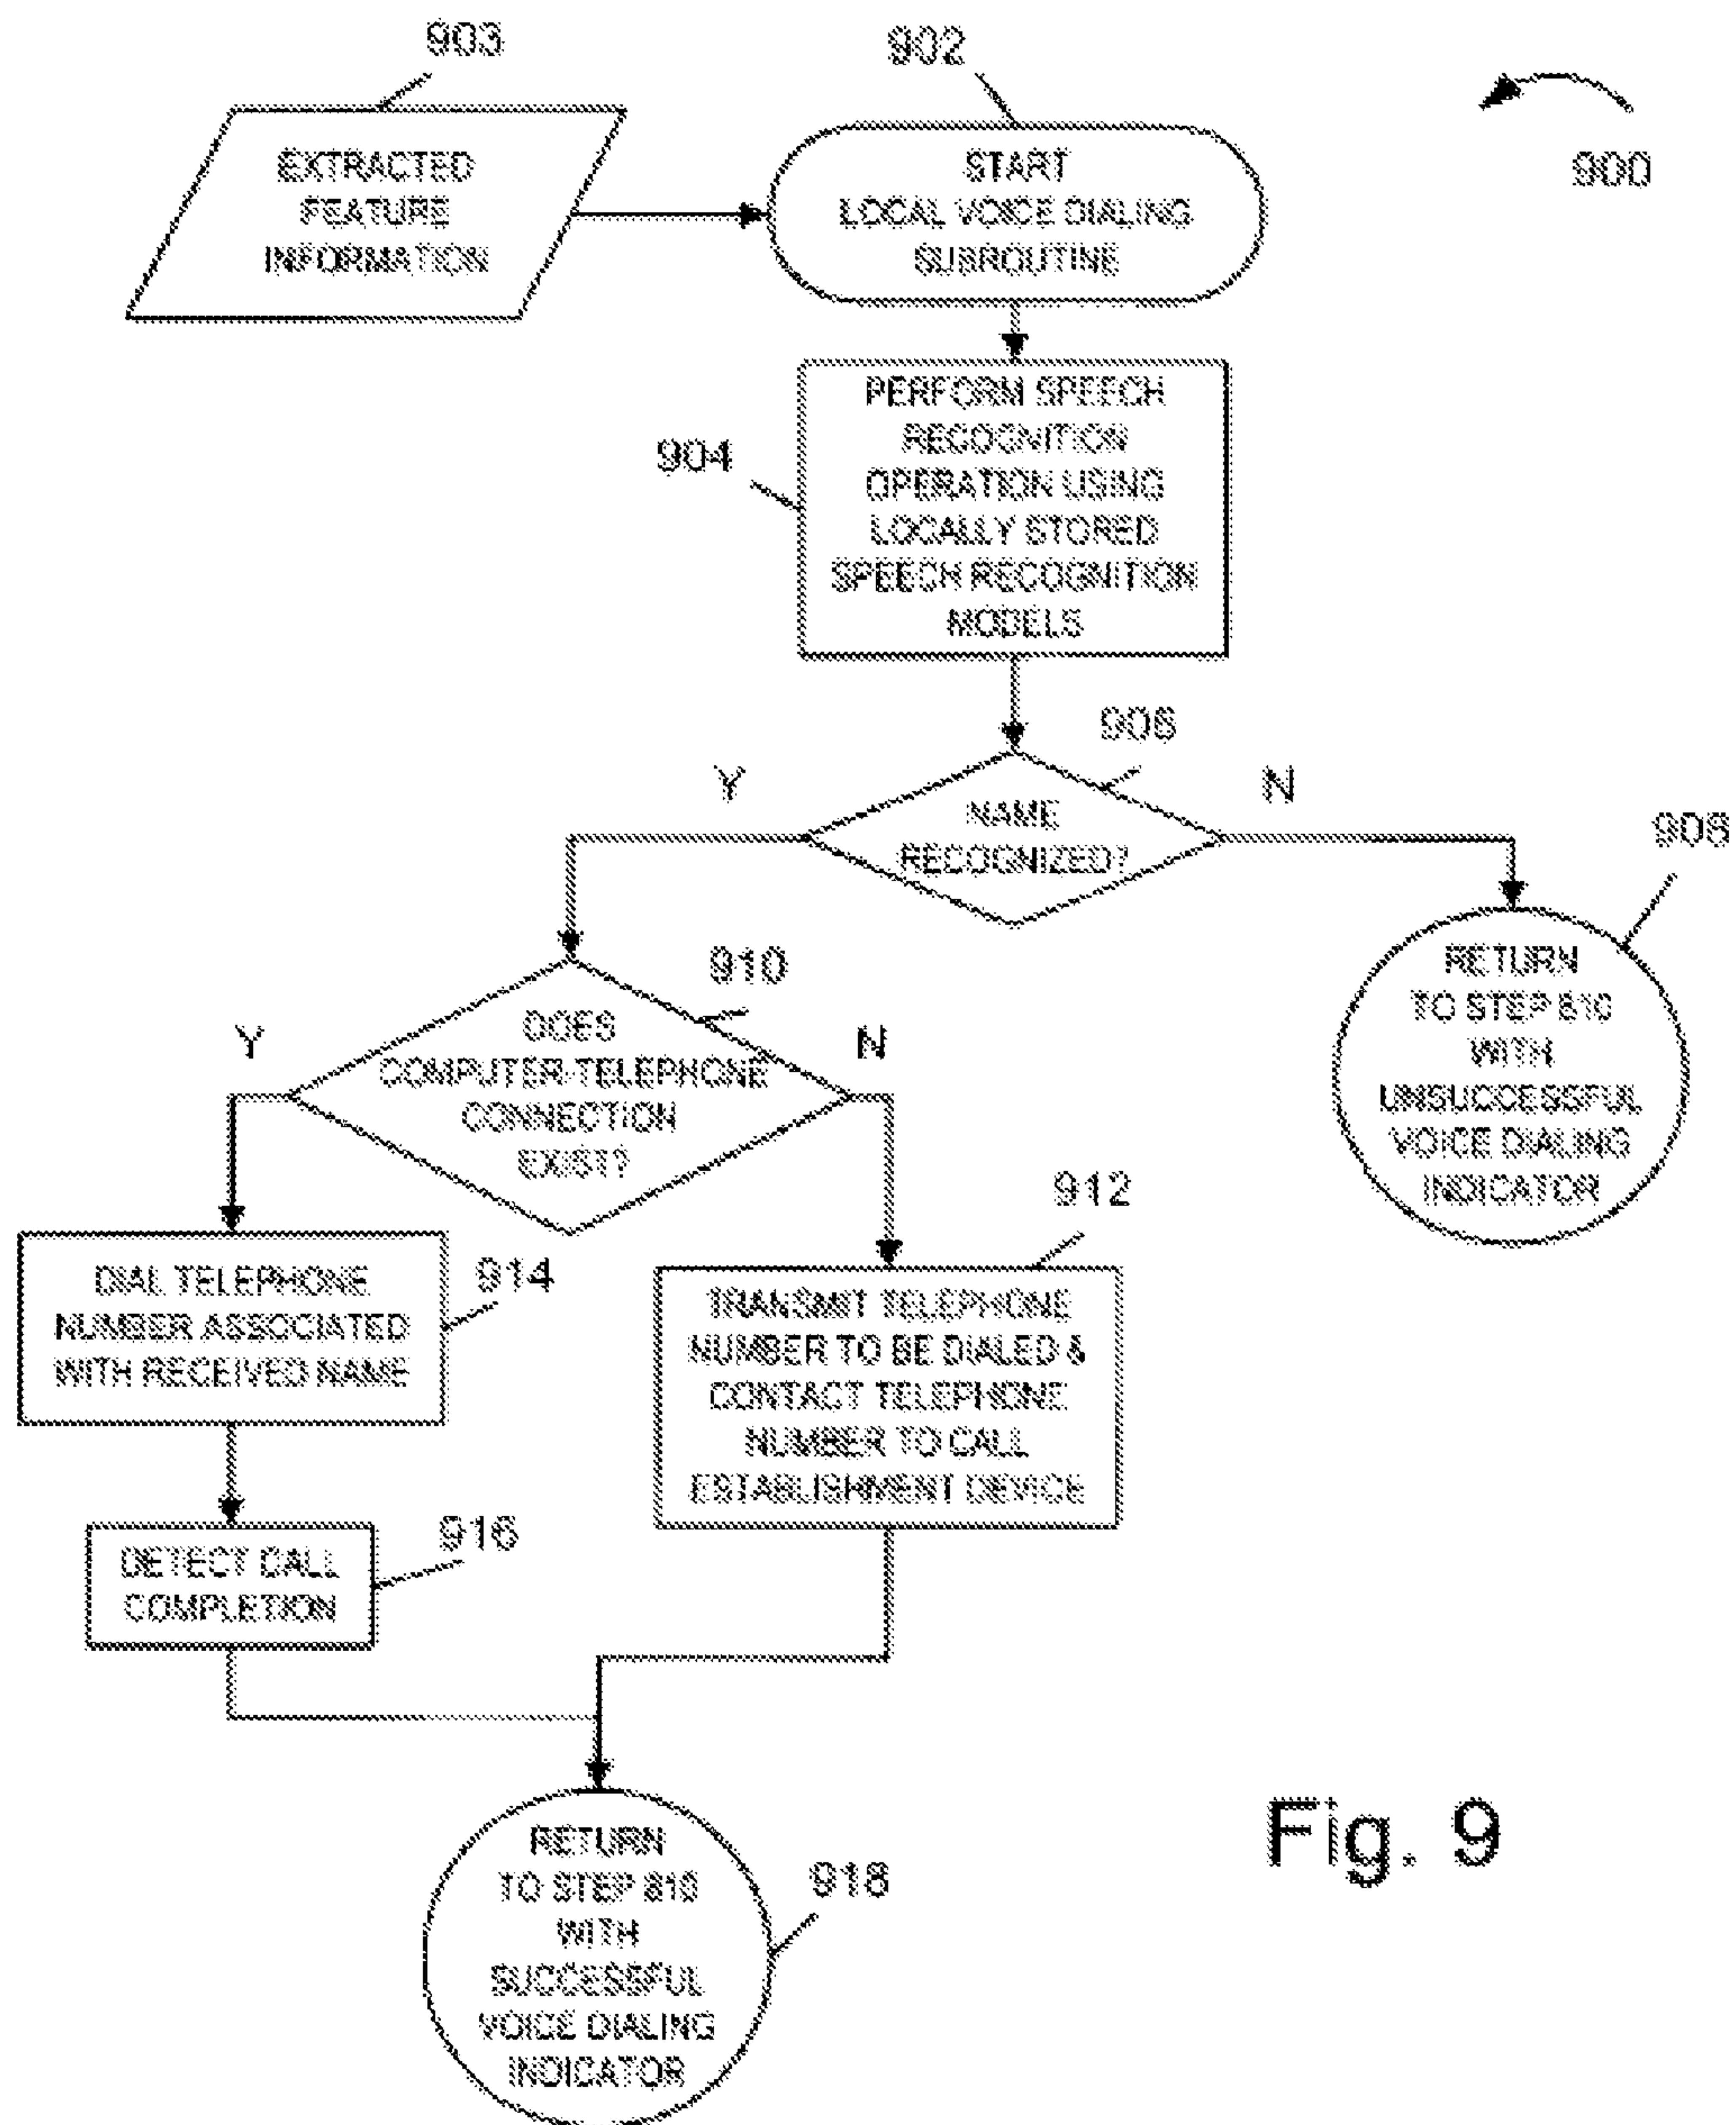 903
902
900
EXTRACTED
FEATURE
INFORMATION
START
LOCAL VOICE DIALING
SUBROUTINE
904
PERFORM SPEECH
RECOGNITION
OPERATION USING
LOCALLY STORED
SPEECH RECOGNITION
MODELS
906
Y
N
NAME
RECOGNIZED?
908
RETURN
TO STEP 810
WITH
UNSUCCESSFUL
VOICE DIALING
INDICATOR
910
Y
N
DOES
COMPUTER-TELEPHONE
CONNECTION
EXIST?
912
914
DIAL TELEPHONE
NUMBER ASSOCIATED
WITH RECEIVED NAME
TRANSMIT TELEPHONE
NUMBER TO BE DIALED &
CONTACT TELEPHONE
NUMBER TO CALL
ESTABLISHMENT DEVICE
916
DETECT CALL
COMPLETION
918
RETURN
TO STEP 810
WITH
SUCCESSFUL
VOICE DIALING
INDICATOR
Fig. 9